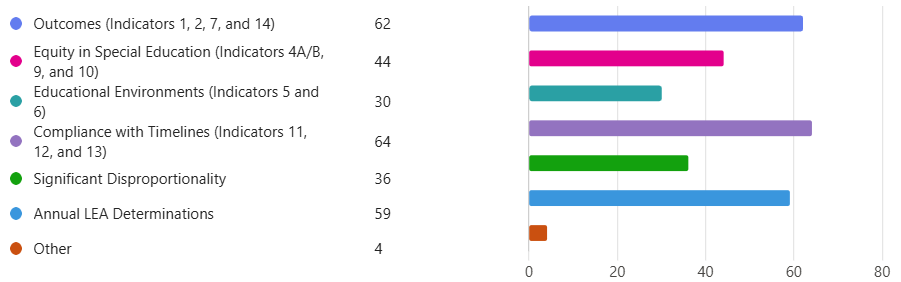 Outcomes (Indicators 1, 2, 7, and 14) 62
Equity in Special Education (Indicators 4A/B,
9, and 10) 44
Educational Environments (Indicators 5 and
6) 30
Compliance with Timelines (Indicators 11,
12, and 13) 64
Significant Disproportionality 36
Annual LEA Determinations 59
Other 4
0 20 40 60 80